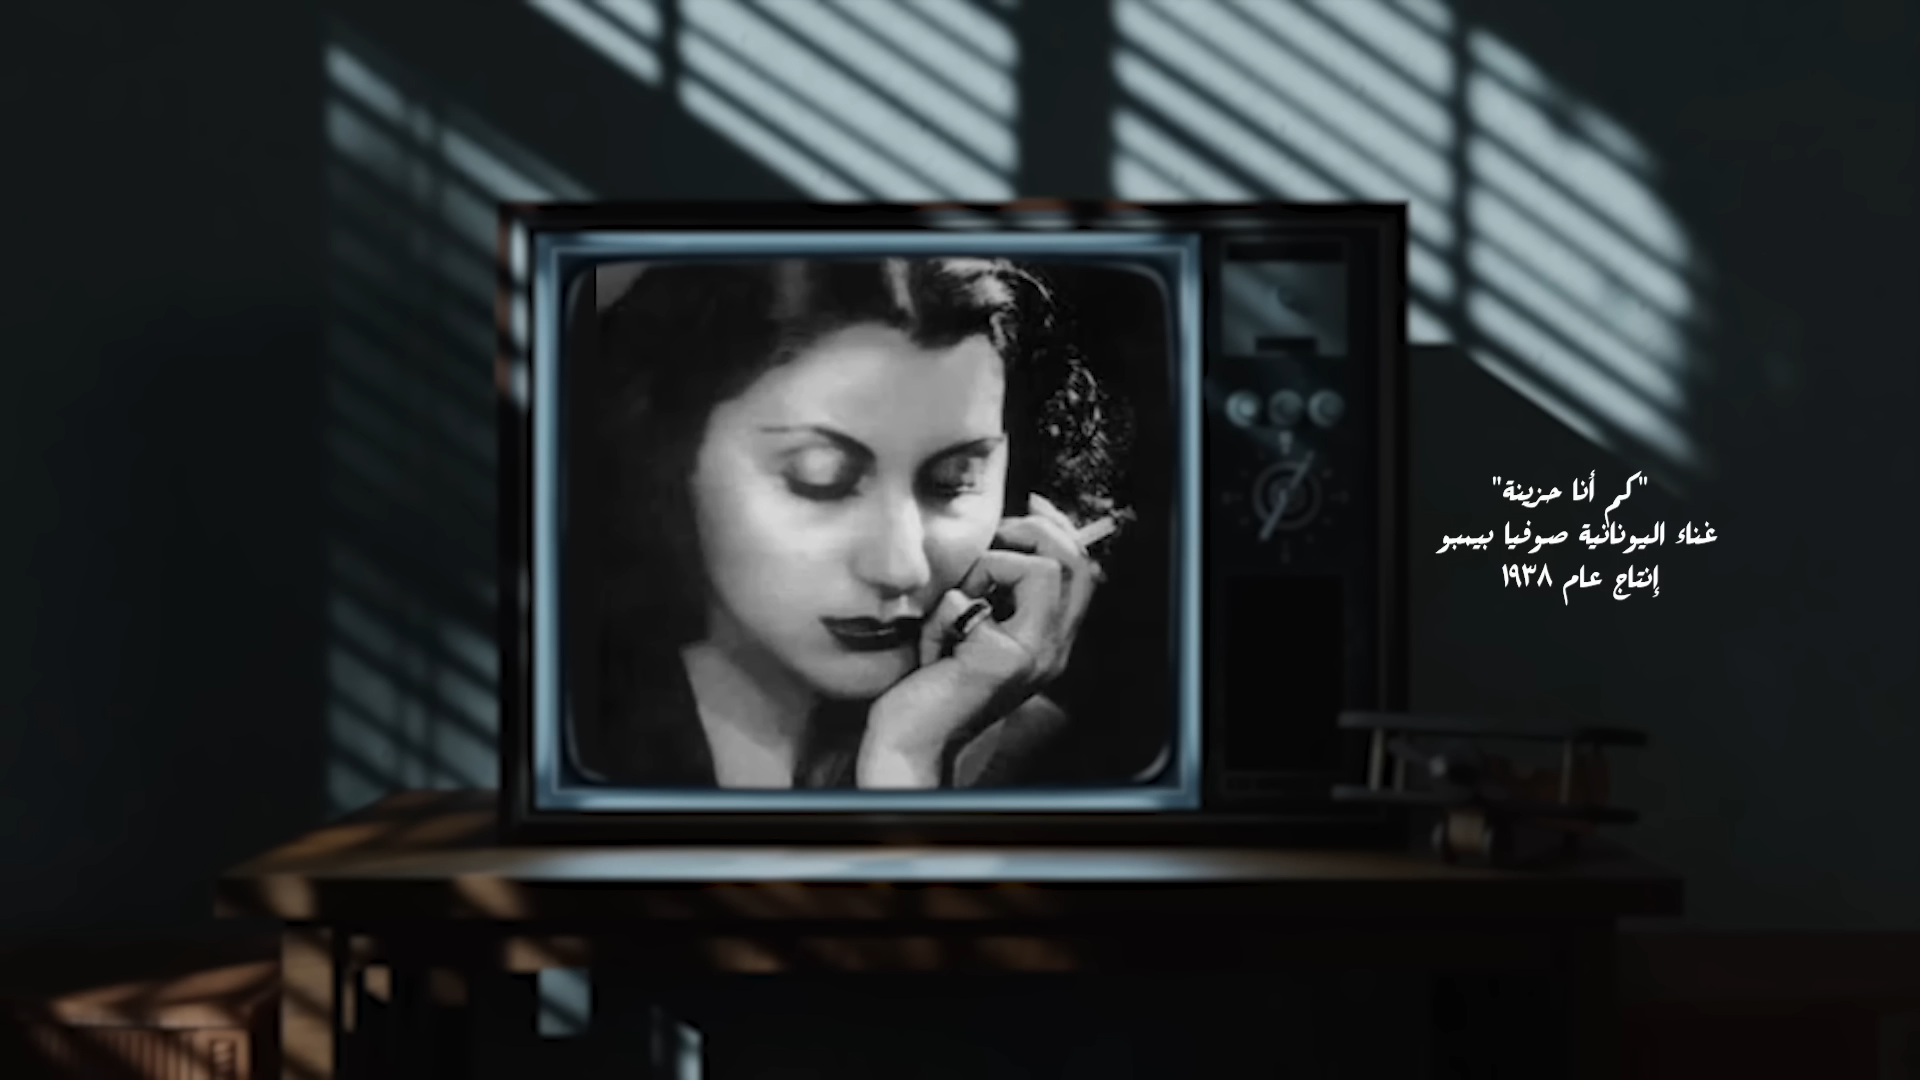 "كم أنا حزينة"
غناء اليونانية صوفيا بيمبو
إنتاج عام ١٩٣٨